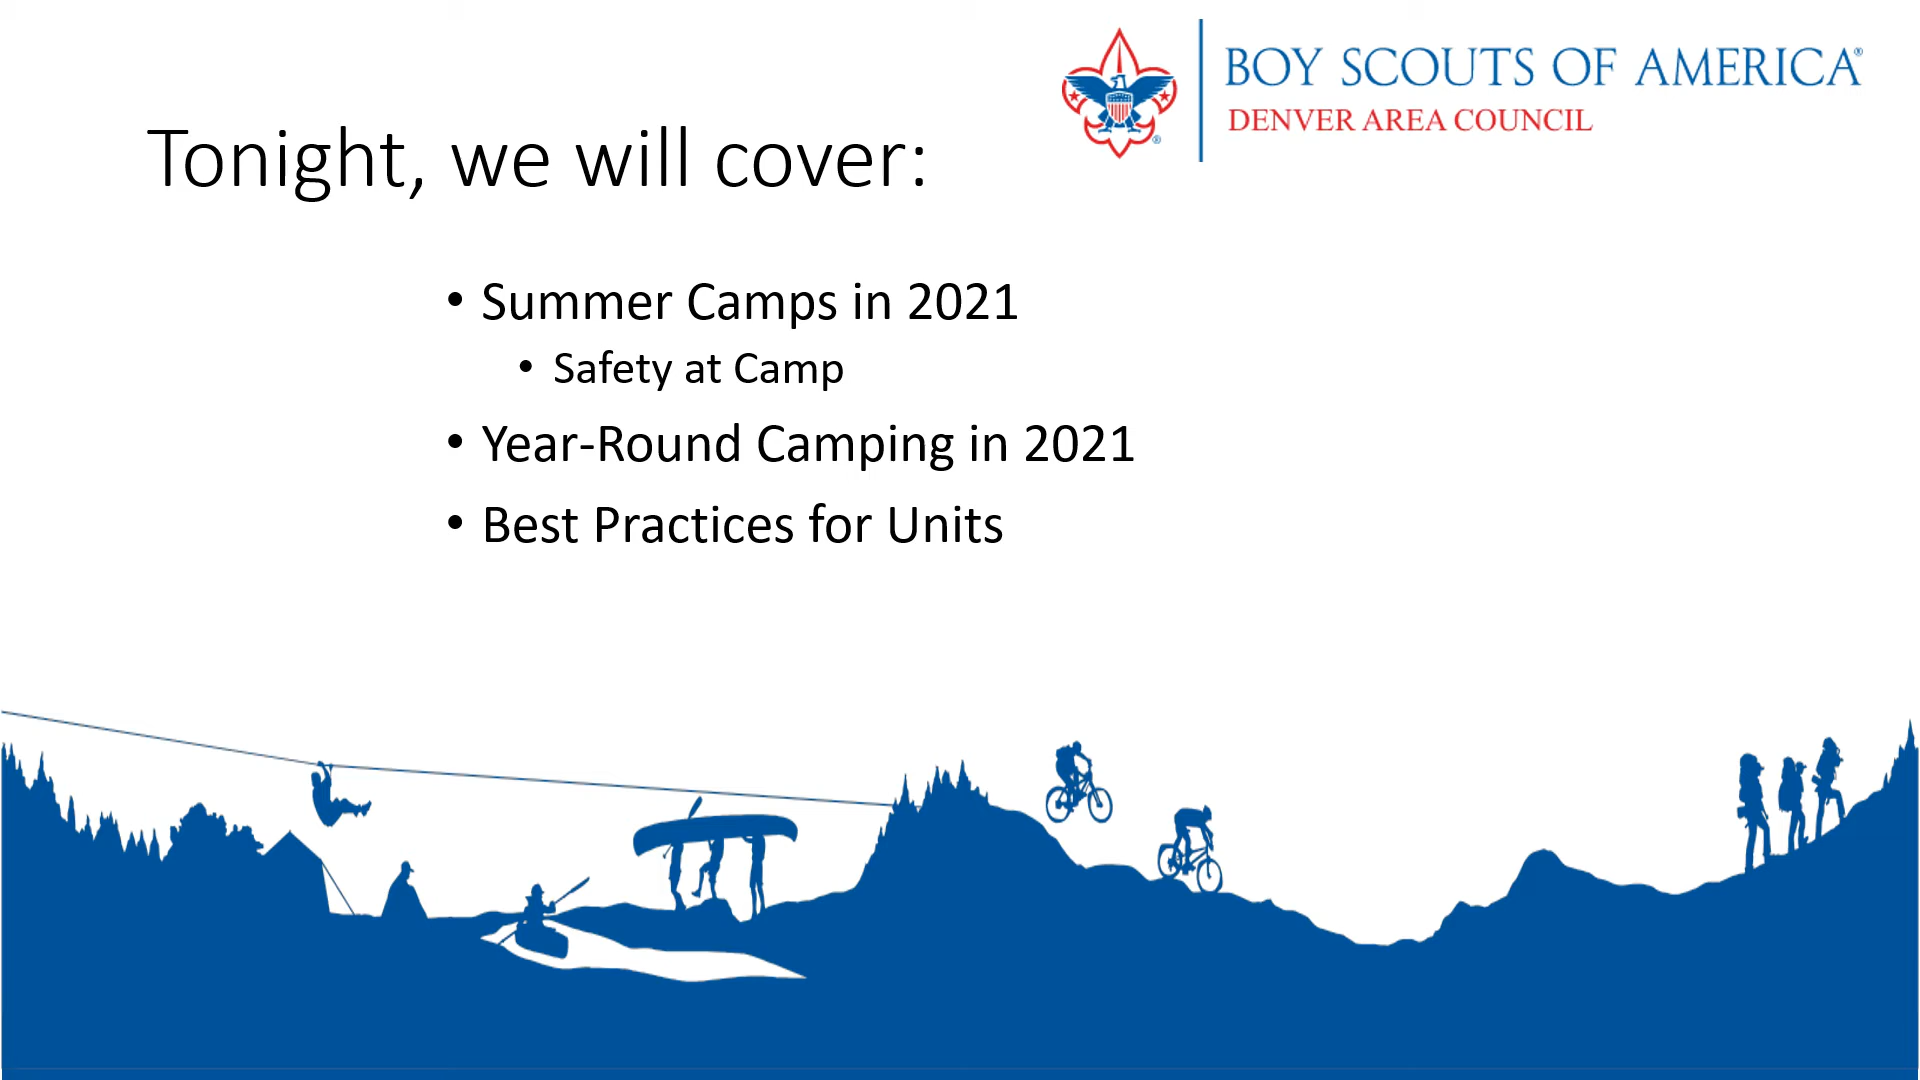 BOY SCOUTS OF AMERICA®
DENVER AREA COUNCIL
Tonight, we will cover:
• Summer Camps in 2021
• Safety at Camp
• Year-Round Camping in 2021
• Best Practices for Units